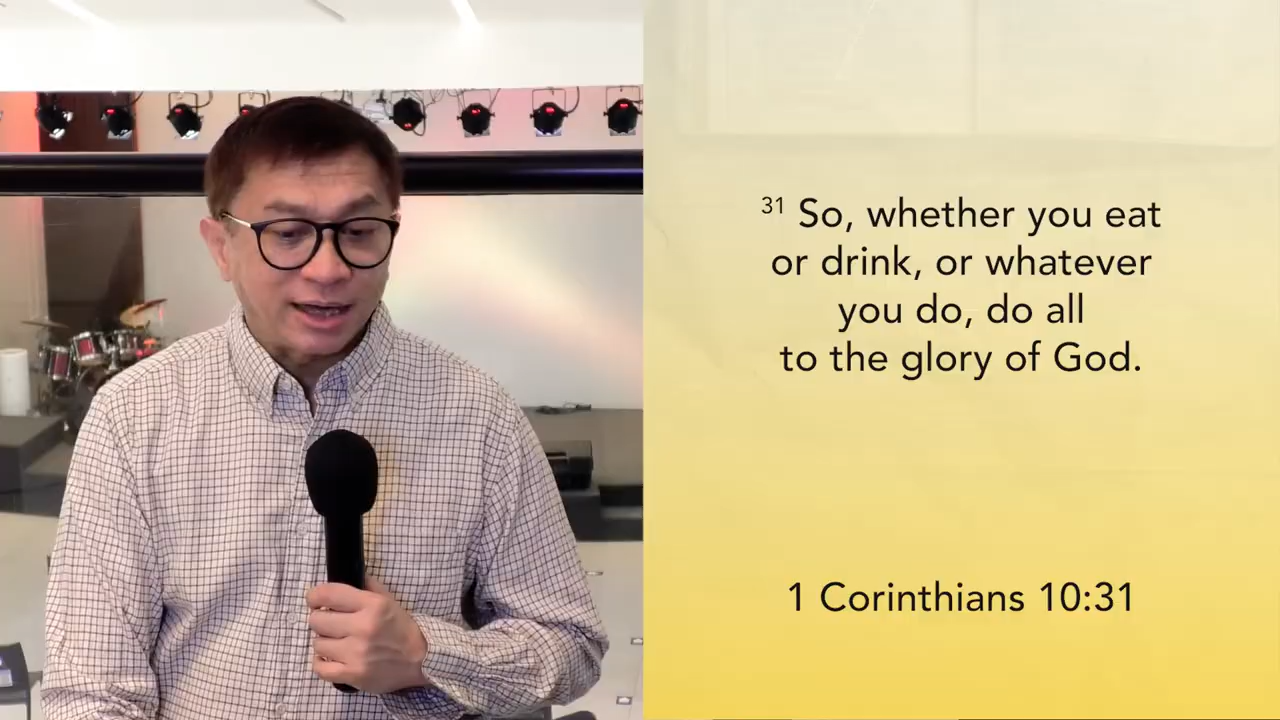 31 So, whether you eat
or drink, or whatever
you do, do all
to the glory of God.
1 Corinthians 10:31